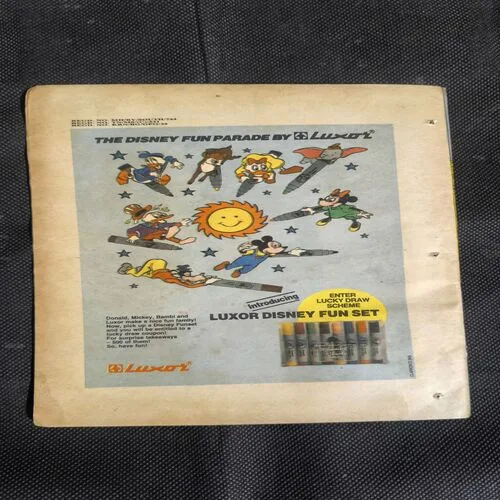 THE DISNEY FUN PARADE BY Luxor
Introducing
LUXOR DISNEY FUN SET
ENTER
LUCKY DRAW
SCHEME
Donald, Mickey, Bambi and
Luxor make a nice fun family!
Now, pick up a Disney Funset
and you will be entitled to a
lucky draw coupon!
For surprise takeaways
- 500 of them!
So, have fun!
Luxor